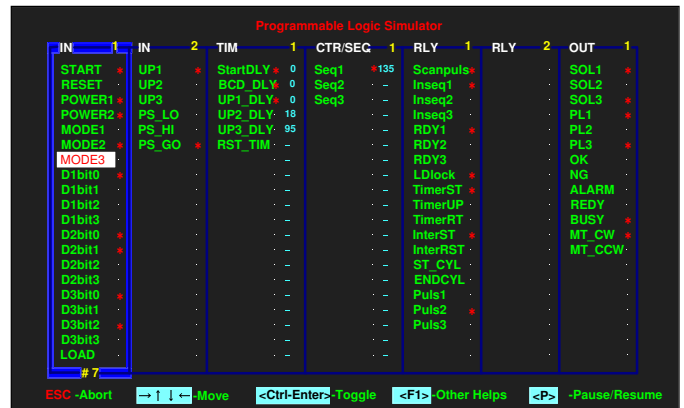 Programmable Logic Simulator
IN 1 IN 2 TIM 1 CTR/SEQ 1 RLY 1 RLY 2 OUT 1
START * UP1 * StartDLY * 0 Seq1 * 135 Scanpuls * SOL1 *
RESET UP2 BCD_DLY * 0 Seq2 - Inseq1 * SOL2
POWER1 * UP3 UP1_DLY * 0 Seq3 - Inseq2 SOL3 *
POWER2 * PS_LO UP2_DLY 18 - Inseq3 PL1 *
MODE1 PS_HI UP3_DLY 95 - RDY1 * PL2
MODE2 * PS_GO * RST_TIM - - RDY2 PL3 *
MODE3 - - RDY3 OK
D1bit0 * - - LDlock * NG
D1bit1 - - TimerST * ALARM
D1bit2 - - TimerUP REDY
D1bit3 - - TimerRT BUSY *
D2bit0 * - - InterST * MT_CW *
D2bit1 * - - InterRST MT_CCW
D2bit2 - - ST_CYL
D2bit3 - - ENDCYL
D3bit0 * - - Puls1
D3bit1 - - Puls2 *
D3bit2 * - - Puls3
D3bit3 - -
LOAD - -
# 7
ESC -Abort →↑↓← -Move <Ctrl-Enter> -Toggle <F1> -Other Helps <P> -Pause/Resume